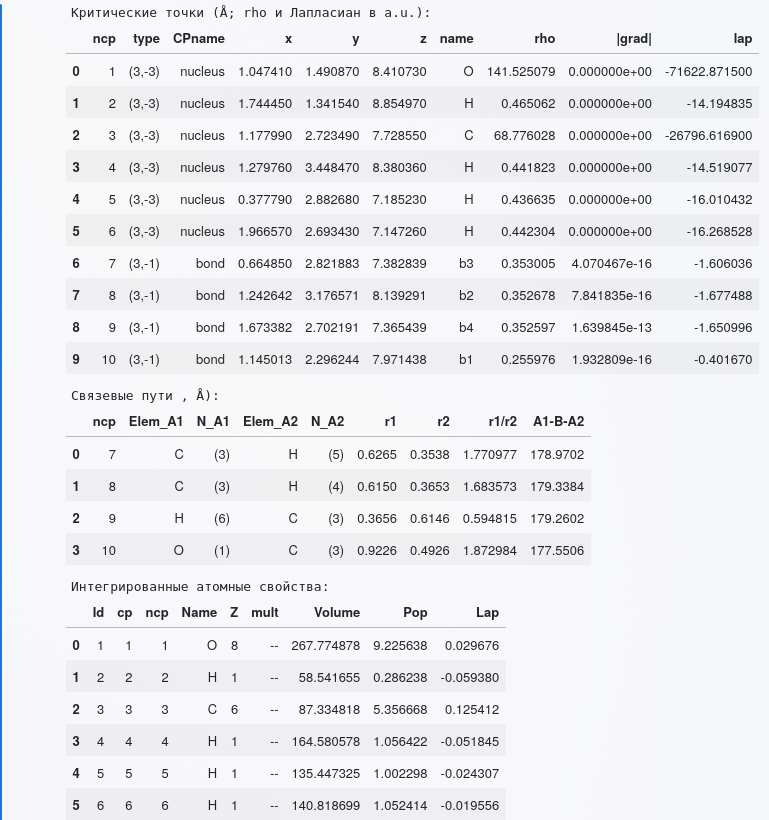 Критические точки (Å; rho и Лапласиан в a.u.):
ncp type CPname x y z name rho |grad| lap
0 1 (3,-3) nucleus 1.047410 1.490870 8.410730 O 141.525079 0.000000e+00 -71622.871500
1 2 (3,-3) nucleus 1.744450 1.341540 8.854970 H 0.465062 0.000000e+00 -14.194835
2 3 (3,-3) nucleus 1.177990 2.723490 7.728550 C 68.776028 0.000000e+00 -26796.616900
3 4 (3,-3) nucleus 1.279760 3.448470 8.380360 H 0.441823 0.000000e+00 -14.519077
4 5 (3,-3) nucleus 0.377790 2.882680 7.185230 H 0.436635 0.000000e+00 -16.010432
5 6 (3,-3) nucleus 1.966570 2.693430 7.147260 H 0.442304 0.000000e+00 -16.268528
6 7 (3,-1) bond 0.664850 2.821883 7.382839 b3 0.353005 4.070467e-16 -1.606036
7 8 (3,-1) bond 1.242642 3.176571 8.139291 b2 0.352678 7.841835e-16 -1.677488
8 9 (3,-1) bond 1.673382 2.702191 7.365439 b4 0.352597 1.639845e-13 -1.650996
9 10 (3,-1) bond 1.145013 2.296244 7.971438 b1 0.255976 1.932809e-16 -0.401670
Связевые пути , Å):
ncp Elem_A1 N_A1 Elem_A2 N_A2 r1 r2 r1/r2 A1-B-A2
0 7 C (3) H (5) 0.6265 0.3538 1.770977 178.9702
1 8 C (3) H (4) 0.6150 0.3653 1.683573 179.3384
2 9 H (6) C (3) 0.3656 0.6146 0.594815 179.2602
3 10 O (1) C (3) 0.9226 0.4926 1.872984 177.5506
Интегрированные атомные свойства:
Id cp ncp Name Z mult Volume Pop Lap
0 1 1 1 O 8 -- 267.774878 9.225638 0.029676
1 2 2 2 H 1 -- 58.541655 0.286238 -0.059380
2 3 3 3 C 6 -- 87.334818 5.356668 0.125412
3 4 4 4 H 1 -- 164.580578 1.056422 -0.051845
4 5 5 5 H 1 -- 135.447325 1.002298 -0.024307
5 6 6 6 H 1 -- 140.818699 1.052414 -0.019556